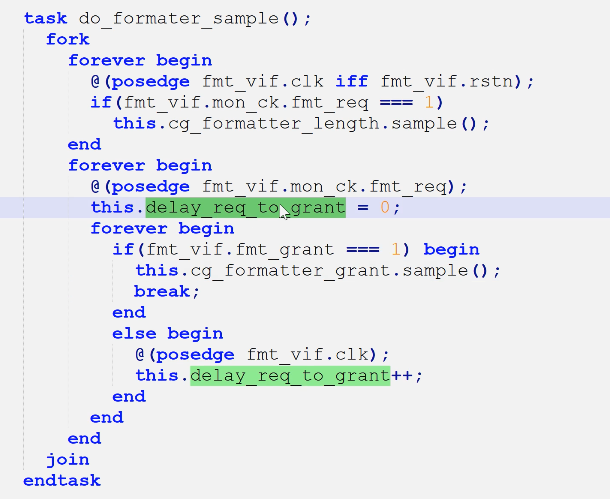 task do_formater_sample();
fork
forever begin
@(posedge fmt_vif.clk iff fmt_vif.rstn);
if(fmt_vif.mon_ck.fmt_req === 1)
this.cg_formatter_length.sample();
end
forever begin
@(posedge fmt_vif.mon_ck.fmt_req);
this.delay_req_to_grant = 0;
forever begin
if(fmt_vif.fmt_grant === 1) begin
this.cg_formatter_grant.sample();
break;
end
else begin
@(posedge fmt_vif.clk);
this.delay_req_to_grant++;
end
end
end
join
endtask